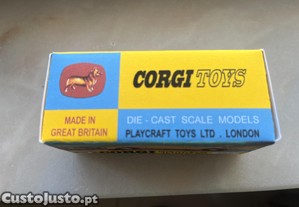 CORGI TOYS
MADE IN
GREAT BRITAIN
DIE-CAST SCALE MODELS
PLAYCRAFT TOYS LTD. LONDON
CustoJusto.pt